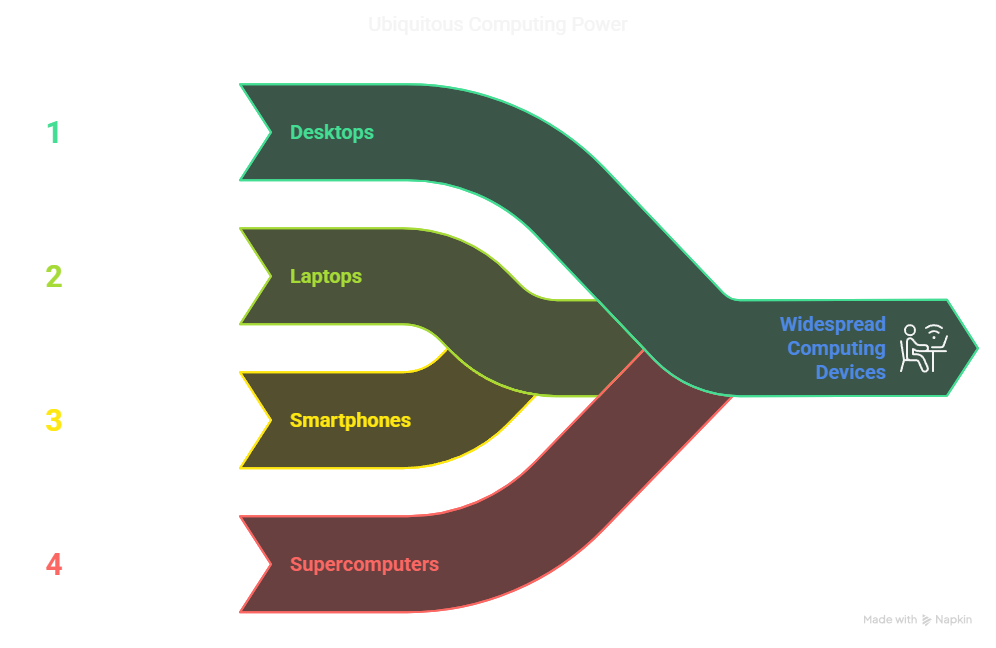 Ubiquitous Computing Power
1
Desktops
2
Laptops
3
Smartphones
4
Supercomputers
Widespread
Computing
Devices
Made with Napkin